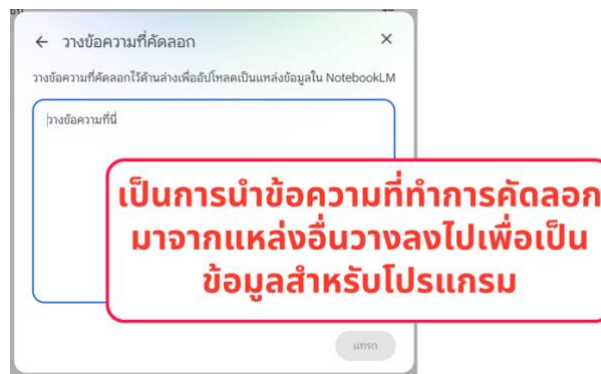 วางข้อความที่คัดลอก
วางข้อความที่คัดลอกไว้ด้านล่างเพื่ออัปโหลดเป็นแหล่งข้อมูลใน NotebookLM
วางข้อความที่นี่
เป็นการนำข้อความที่ทำการคัดลอก
มาจากแหล่งอื่นวางลงไปเพื่อเป็น
ข้อมูลสำหรับโปรแกรม
แทรก